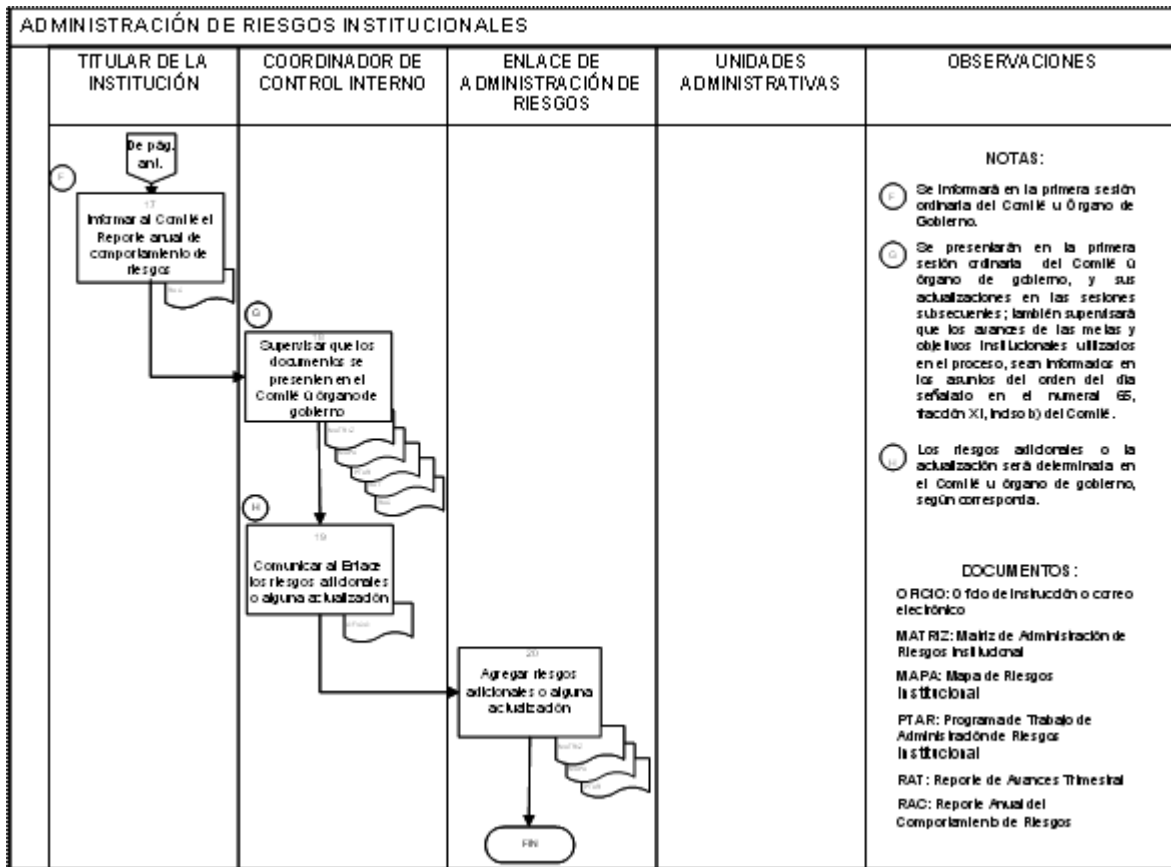 ADMINISTRACIÓN DE RIESGOS INSTITUCIONALES
TITULAR DE LA
INSTITUCIÓN
COORDINADOR DE
CONTROL INTERNO
ENLACE DE
ADMINISTRACIÓN DE
RIESGOS
UNIDADES
ADMINISTRATIVAS
OBSERVACIONES
De pág.
ant.
F
17
Informar al Comité el
Reporte anual de
comportamiento de
riesgos
G
18
Supervisar que los
documentos se
presenten en el
Comité ú órgano de
gobierno
MATRIZ
PTAR
H
19
Comunicar al Enlace
los riesgos adicionales
o alguna actualización
20
Agregar riesgos
adicionales o alguna
actualización
MATRIZ
PTAR
FIN
NOTAS:
F Se informará en la primera sesión
ordinaria del Comité u Órgano de
Gobierno.
G Se presentarán en la primera
sesión ordinaria del Comité ú
órgano de gobierno, y sus
actualizaciones en las sesiones
subsecuentes; también supervisará
que los avances de las metas y
objetivos institucionales utilizados
en el proceso, sean informados en
los asuntos del orden del día
señalado en el numeral 65,
fracción XI, inciso b) del Comité.
H Los riesgos adicionales o la
actualización será determinada en
el Comité u órgano de gobierno,
según corresponda.
DOCUMENTOS:
OFICIO: Oficio de instrucción o correo
electrónico
MATRIZ: Matriz de Administración de
Riesgos Institucional
MAPA: Mapa de Riesgos
Institucional
PTAR: Programa de Trabajo de
Administración de Riesgos
Institucional
RAT: Reporte de Avances Trimestral
RAC: Reporte Anual del
Comportamiento de Riesgos